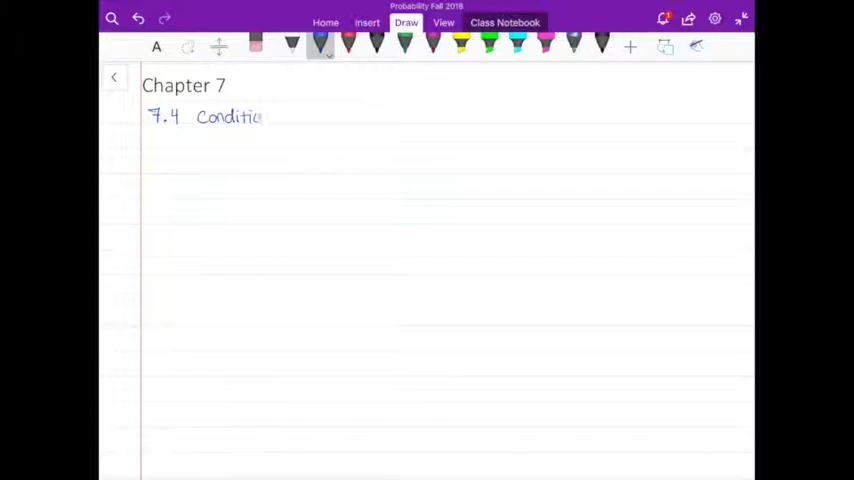 Probability Fall 2018
Home Insert Draw View Class Notebook
A
Chapter 7
7.4 Conditio